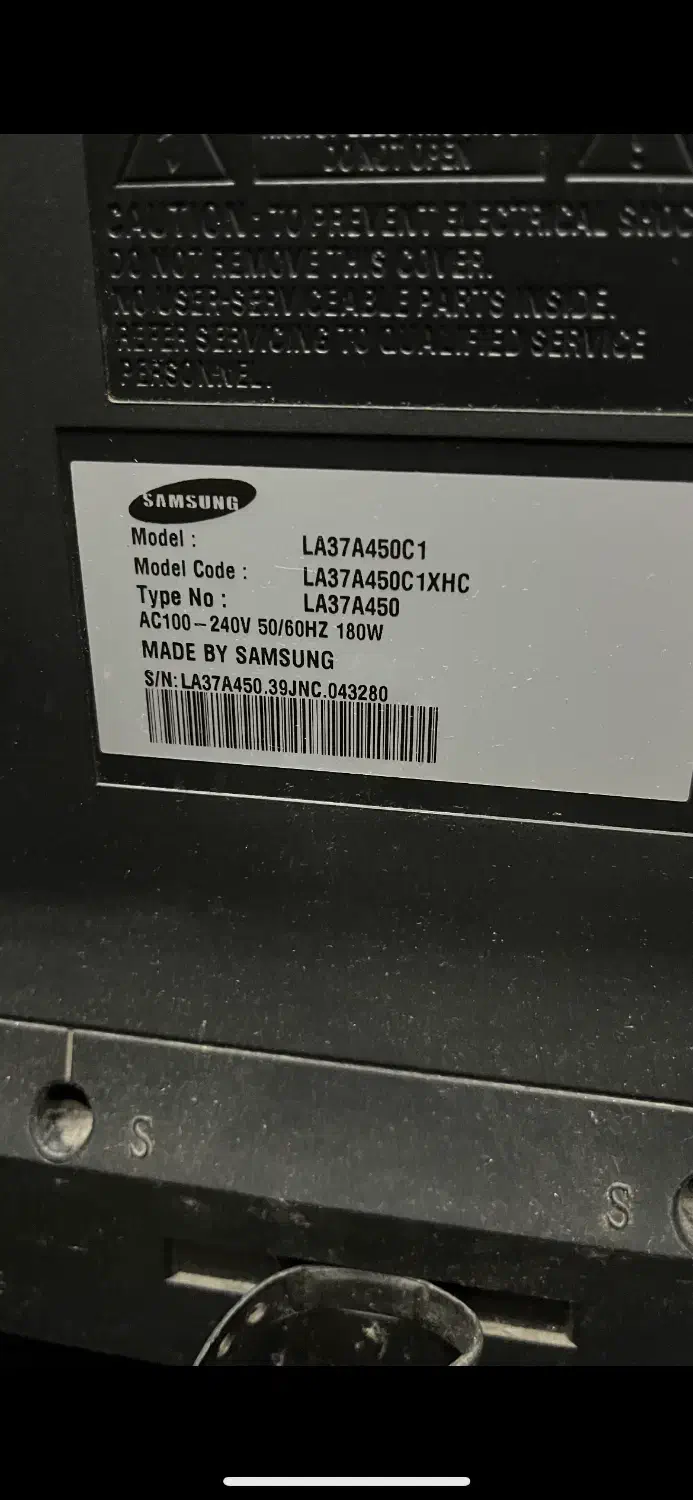 DO NOT OPEN
CAUTION : TO PREVENT ELECTRICAL SHOC
DO NOT REMOVE THIS COVER.
NO USER-SERVICEABLE PARTS INSIDE.
REFER SERVICING TO QUALIFIED SERVICE
PERSONNEL.
SAMSUNG
Model : LA37A450C1
Model Code : LA37A450C1XHC
Type No : LA37A450
AC100-240V 50/60HZ 180W
MADE BY SAMSUNG
S/N: LA37A450.39JNC.043280
S
S